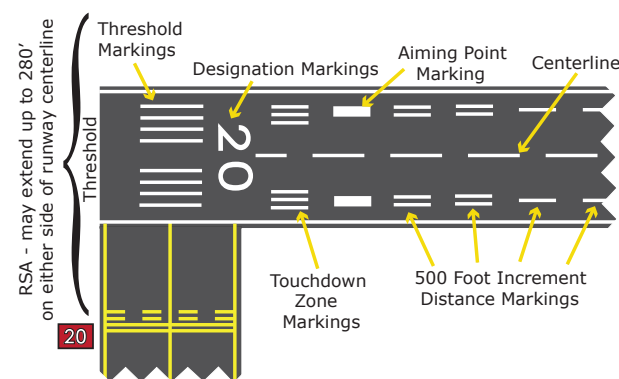 RSA - may extend up to 280’
on either side of runway centerline
Threshold
Markings
Designation Markings
Aiming Point
Marking
Centerline
Threshold
20
Touchdown
Zone
Markings
500 Foot Increment
Distance Markings
20